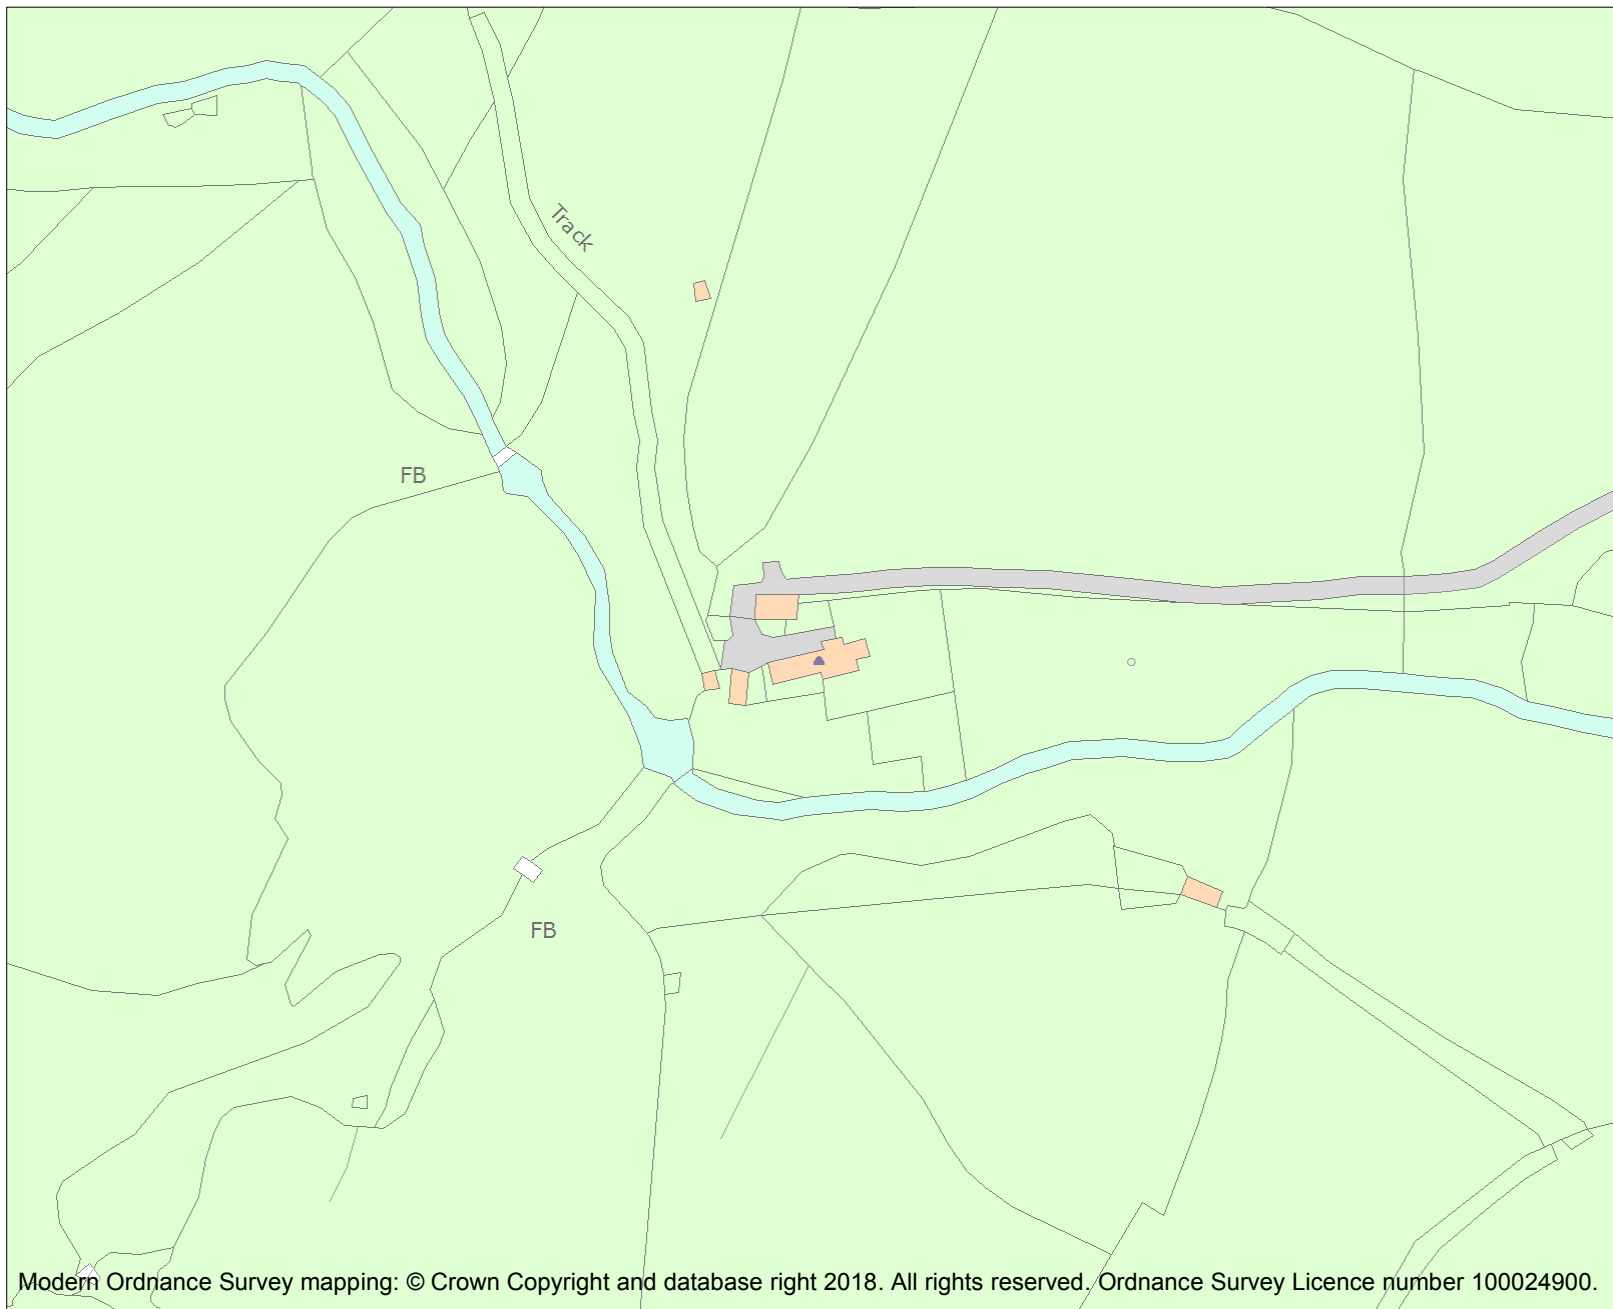 Track
FB
FB
Modern Ordnance Survey mapping: © Crown Copyright and database right 2018. All rights reserved. Ordnance Survey Licence number 100024900.